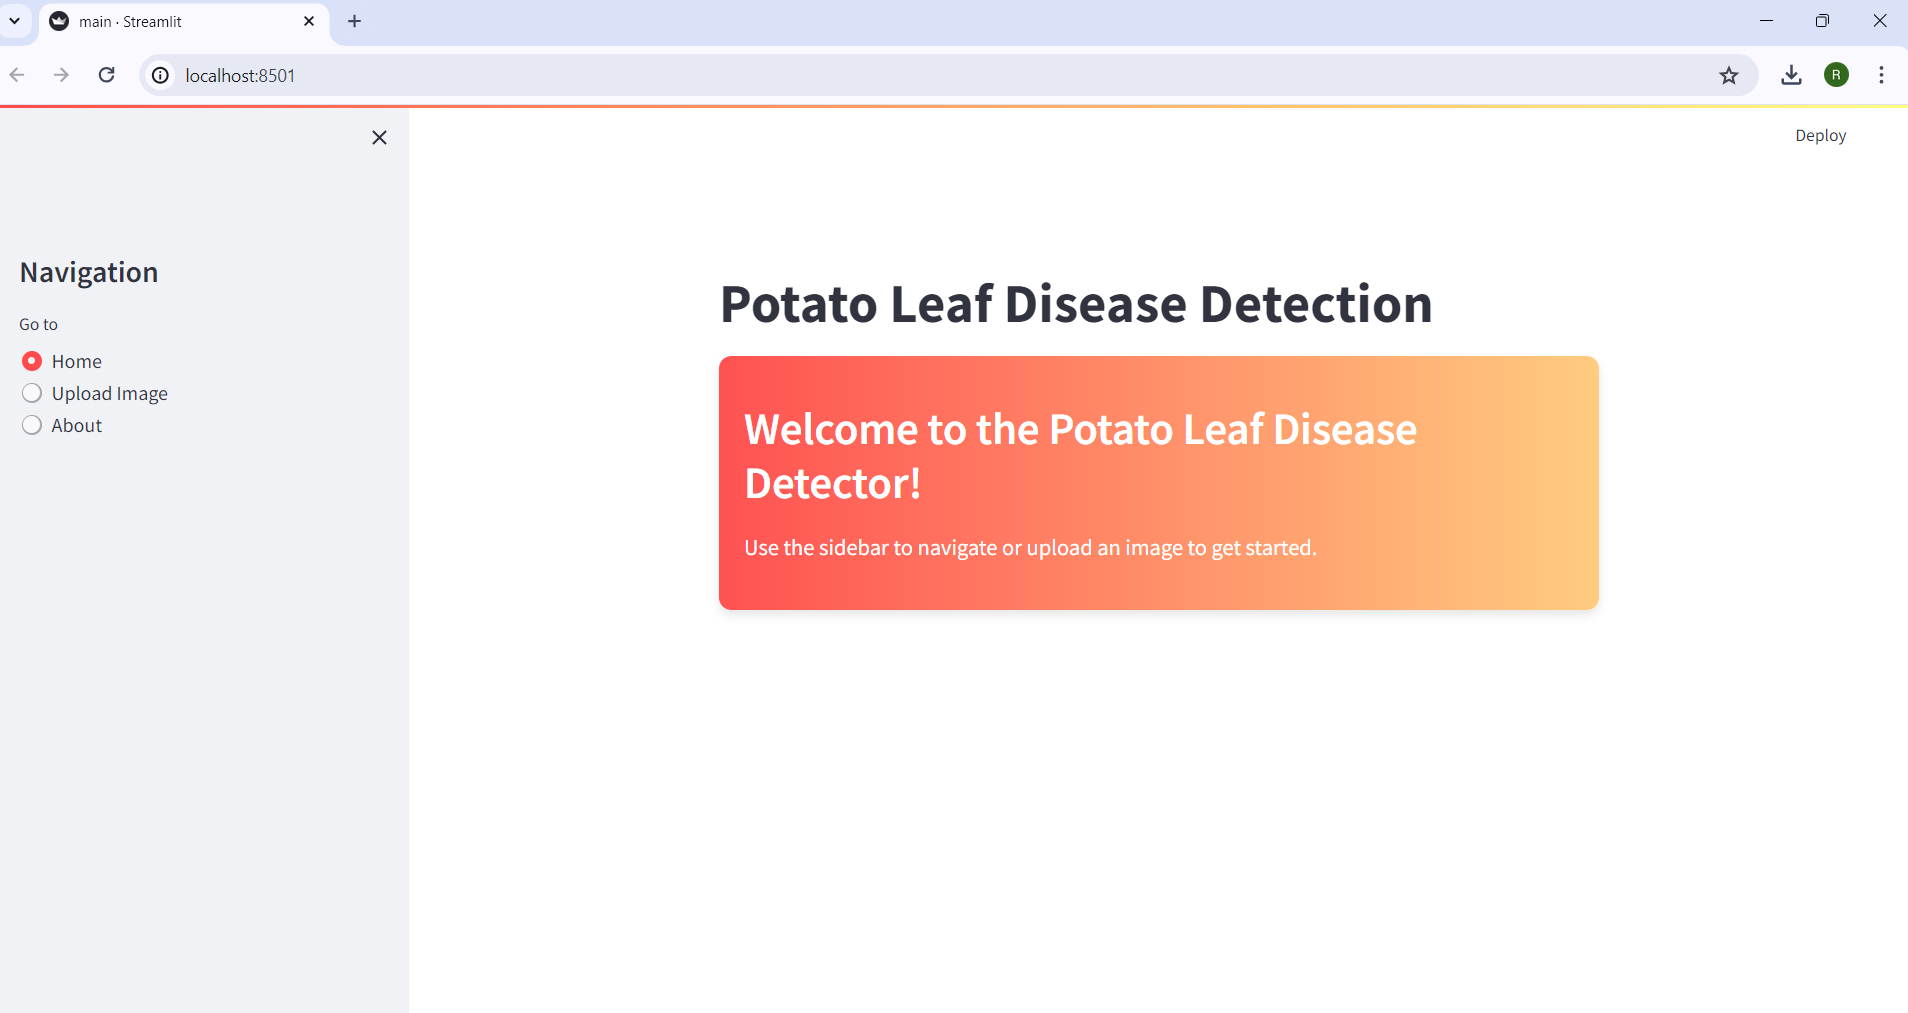 main · Streamlit
localhost:8501
R
Deploy
Navigation
Go to
Home
Upload Image
About
Potato Leaf Disease Detection
Welcome to the Potato Leaf Disease
Detector!
Use the sidebar to navigate or upload an image to get started.